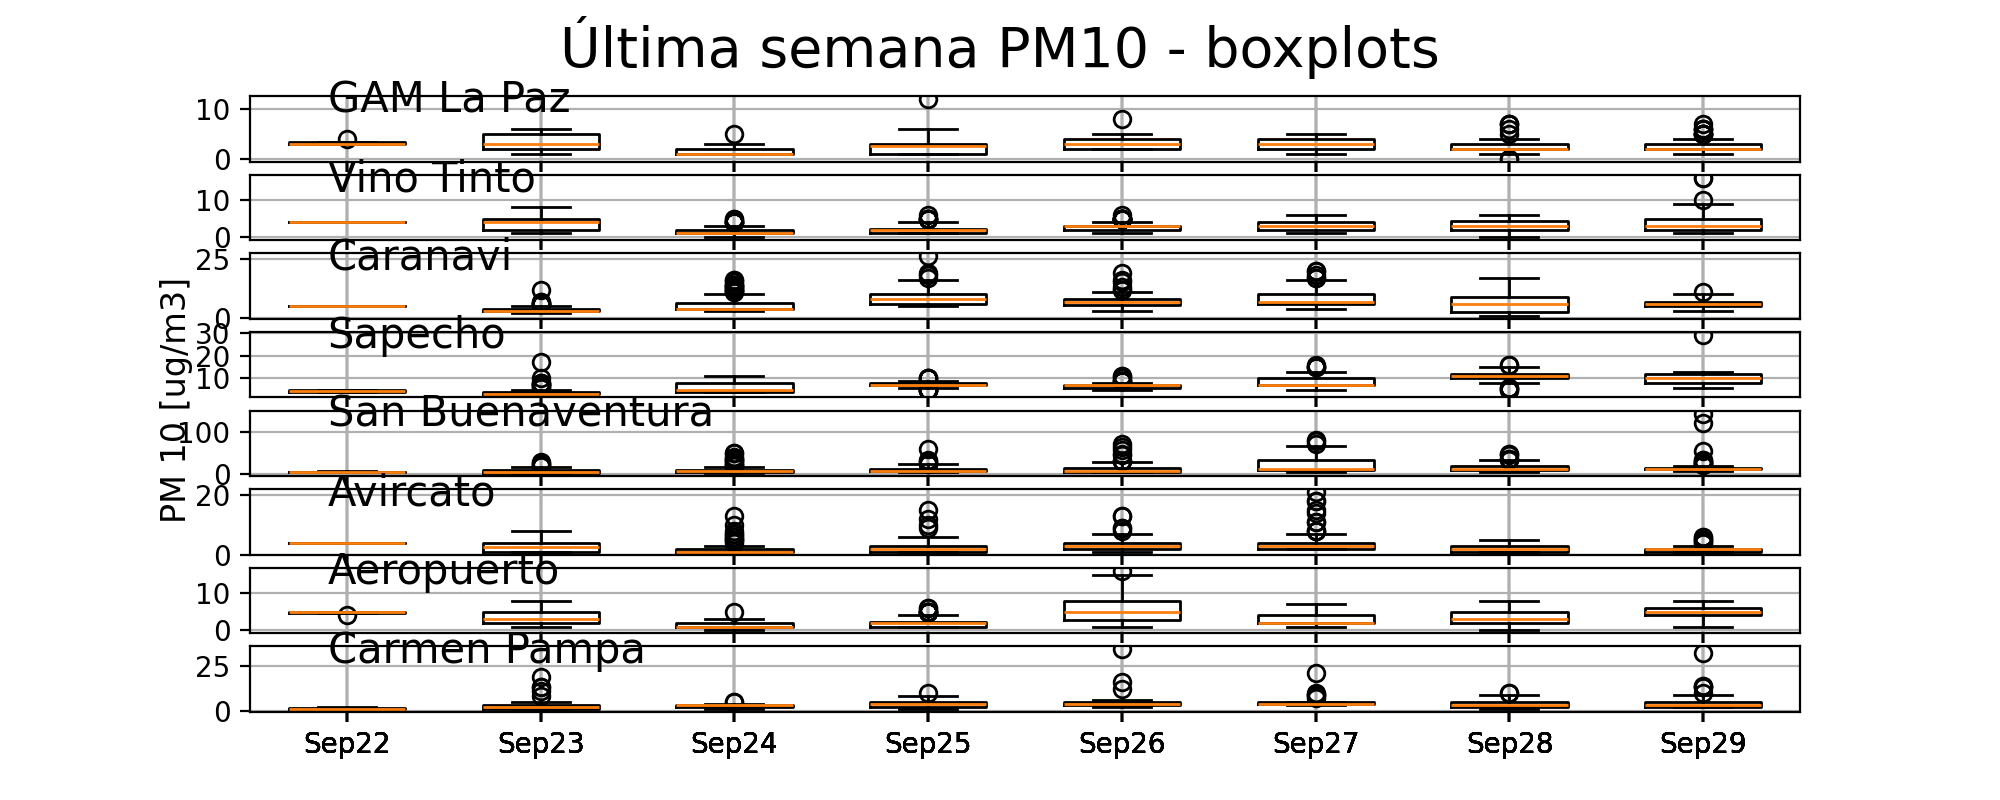 Última semana PM10 - boxplots
GAM La Paz
10
0
Vino Tinto
10
0
Caranavi
25
0
PM 10 [ug/m3]
Sapecho
30
20
10
San Buenaventura
100
0
Avircato
20
0
Aeropuerto
10
0
Carmen Pampa
25
0
Sep22 Sep23 Sep24 Sep25 Sep26 Sep27 Sep28 Sep29